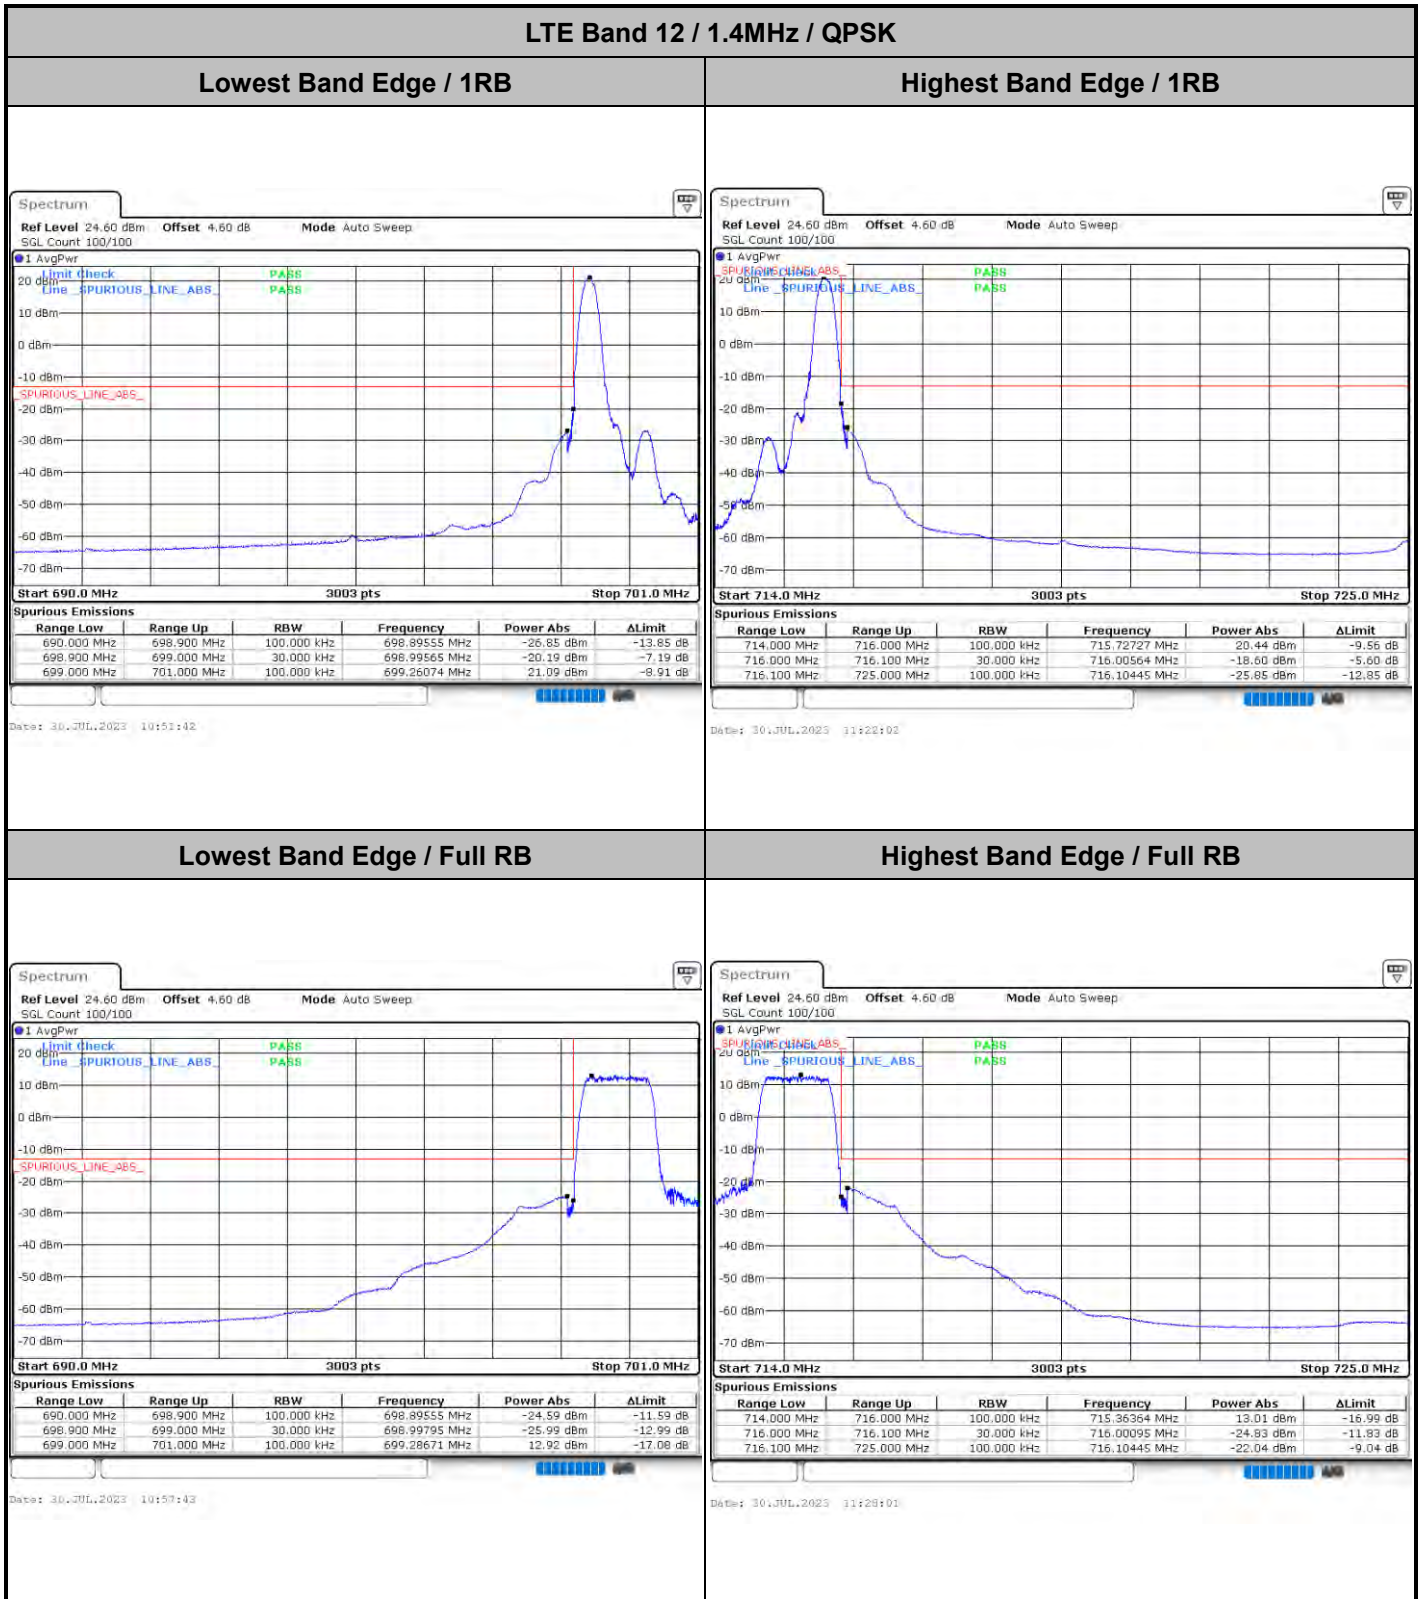 LTE Band 12 / 1.4MHz / QPSK
Lowest Band Edge / 1RB
Highest Band Edge / 1RB
Spectrum
Ref Level 24.60 dBm Offset 4.60 dB Mode Auto Sweep
SGL Count 100/100
1 AvgPwr
Limit Check PASS
Line _SPURIOUS_LINE_ABS_ PASS
20 dBm
10 dBm
0 dBm
-10 dBm
_SPURIOUS_LINE_ABS_
-20 dBm
-30 dBm
-40 dBm
-50 dBm
-60 dBm
-70 dBm
Start 690.0 MHz 3003 pts Stop 701.0 MHz
Spurious Emissions
Range Low Range Up RBW Frequency Power Abs ΔLimit
690.000 MHz 698.900 MHz 100.000 kHz 698.89555 MHz -26.85 dBm -13.85 dB
698.900 MHz 699.000 MHz 30.000 kHz 698.99565 MHz -20.19 dBm -7.19 dB
699.000 MHz 701.000 MHz 100.000 kHz 699.26074 MHz 21.09 dBm -8.91 dB
Date: 30.JUL.2023 10:51:42
Spectrum
Ref Level 24.60 dBm Offset 4.60 dB Mode Auto Sweep
SGL Count 100/100
1 AvgPwr
_SPURIOUS_LINE_ABS_
Limit Check PASS
20 dBm
Line _SPURIOUS_LINE_ABS_ PASS
10 dBm
0 dBm
-10 dBm
-20 dBm
-30 dBm
-40 dBm
-50 dBm
-60 dBm
-70 dBm
Start 714.0 MHz 3003 pts Stop 725.0 MHz
Spurious Emissions
Range Low Range Up RBW Frequency Power Abs ΔLimit
714.000 MHz 716.000 MHz 100.000 kHz 715.72727 MHz 20.44 dBm -9.56 dB
716.000 MHz 716.100 MHz 30.000 kHz 716.00564 MHz -18.60 dBm -5.60 dB
716.100 MHz 725.000 MHz 100.000 kHz 716.10445 MHz -25.85 dBm -12.85 dB
Date: 30.JUL.2023 11:22:02
Lowest Band Edge / Full RB
Highest Band Edge / Full RB
Spectrum
Ref Level 24.60 dBm Offset 4.60 dB Mode Auto Sweep
SGL Count 100/100
1 AvgPwr
Limit Check PASS
20 dBm
Line _SPURIOUS_LINE_ABS_ PASS
10 dBm
0 dBm
-10 dBm
_SPURIOUS_LINE_ABS_
-20 dBm
-30 dBm
-40 dBm
-50 dBm
-60 dBm
-70 dBm
Start 690.0 MHz 3003 pts Stop 701.0 MHz
Spurious Emissions
Range Low Range Up RBW Frequency Power Abs ΔLimit
690.000 MHz 698.900 MHz 100.000 kHz 698.89555 MHz -24.59 dBm -11.59 dB
698.900 MHz 699.000 MHz 30.000 kHz 698.99795 MHz -25.99 dBm -12.99 dB
699.000 MHz 701.000 MHz 100.000 kHz 699.28671 MHz 12.92 dBm -17.08 dB
Date: 30.JUL.2023 10:57:43
Spectrum
Ref Level 24.60 dBm Offset 4.60 dB Mode Auto Sweep
SGL Count 100/100
1 AvgPwr
_SPURIOUS_LINE_ABS_
Limit Check PASS
20 dBm
Line _SPURIOUS_LINE_ABS_ PASS
10 dBm
0 dBm
-10 dBm
-20 dBm
-30 dBm
-40 dBm
-50 dBm
-60 dBm
-70 dBm
Start 714.0 MHz 3003 pts Stop 725.0 MHz
Spurious Emissions
Range Low Range Up RBW Frequency Power Abs ΔLimit
714.000 MHz 716.000 MHz 100.000 kHz 715.36364 MHz 13.01 dBm -16.99 dB
716.000 MHz 716.100 MHz 30.000 kHz 716.00095 MHz -24.83 dBm -11.83 dB
716.100 MHz 725.000 MHz 100.000 kHz 716.10445 MHz -22.04 dBm -9.04 dB
Date: 30.JUL.2023 11:28:01